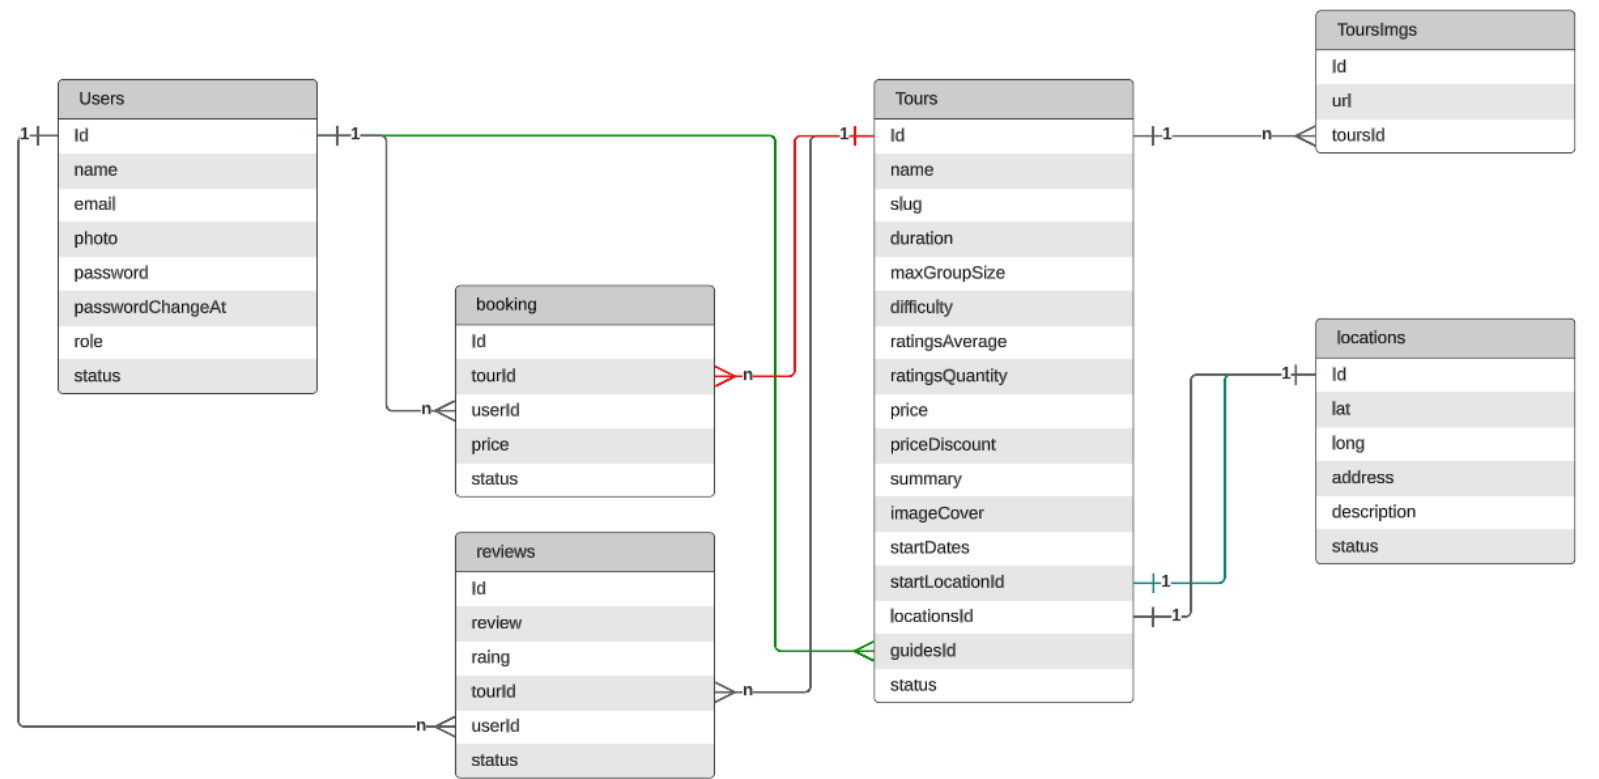 Users
Id
name
email
photo
password
passwordChangeAt
role
status
1
1
n
n
booking
Id
tourId
userId
price
status
n
reviews
Id
review
raing
tourId
userId
status
n
1
Tours
Id
name
slug
duration
maxGroupSize
difficulty
ratingsAverage
ratingsQuantity
price
priceDiscount
summary
imageCover
startDates
startLocationId
locationsId
guidesId
status
1
n
1
1
1
ToursImgs
Id
url
toursId
locations
Id
lat
long
address
description
status